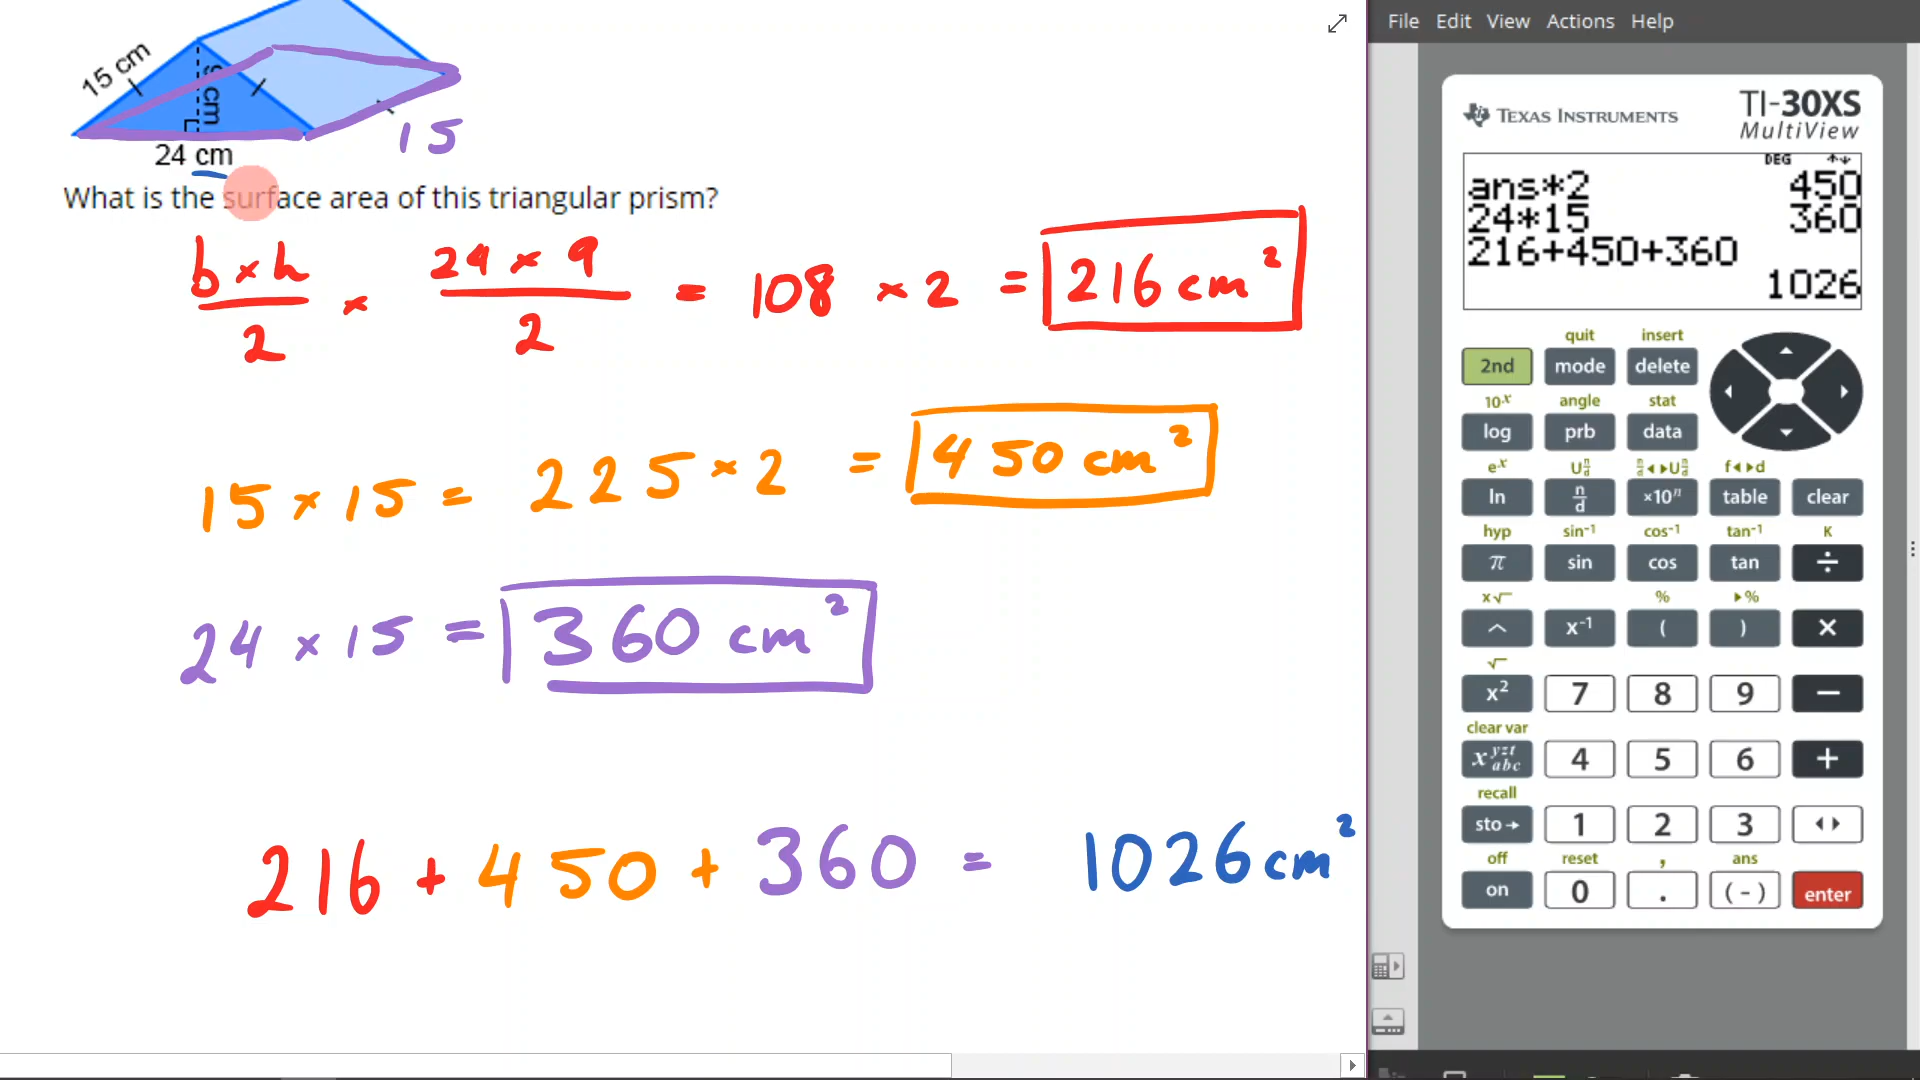 File Edit View Actions Help
15 cm
9 cm
24 cm
15
What is the surface area of this triangular prism?
b × h / 2 × 24 × 9 / 2 = 108 × 2 = 216 cm²
15 × 15 = 225 × 2 = 450 cm²
24 × 15 = 360 cm²
216 + 450 + 360 = 1026 cm²
TEXAS INSTRUMENTS
TI-30XS
MultiView
DEG
ans*2 450
24*15 360
216+450+360
1026
quit insert
2nd mode delete
10ˣ angle stat
log prb data
eˣ U n/d n/d ◄►U n/d f◄►d
ln n/d ×10ⁿ table clear
hyp sin⁻¹ cos⁻¹ tan⁻¹ K
π sin cos tan ÷
x√ % ►%
^ x⁻¹ ( ) ×
√
x² 7 8 9 −
clear var
x yzt abc 4 5 6 +
recall
sto→ 1 2 3 ◄►
off reset , ans
on 0 . (-) enter